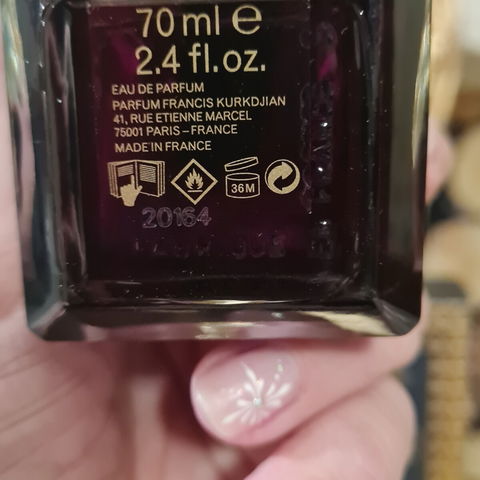 70 ml e
2.4 fl.oz.
EAU DE PARFUM
PARFUM FRANCIS KURKDJIAN
41, RUE ETIENNE MARCEL
75001 PARIS – FRANCE
MADE IN FRANCE
36M
20164